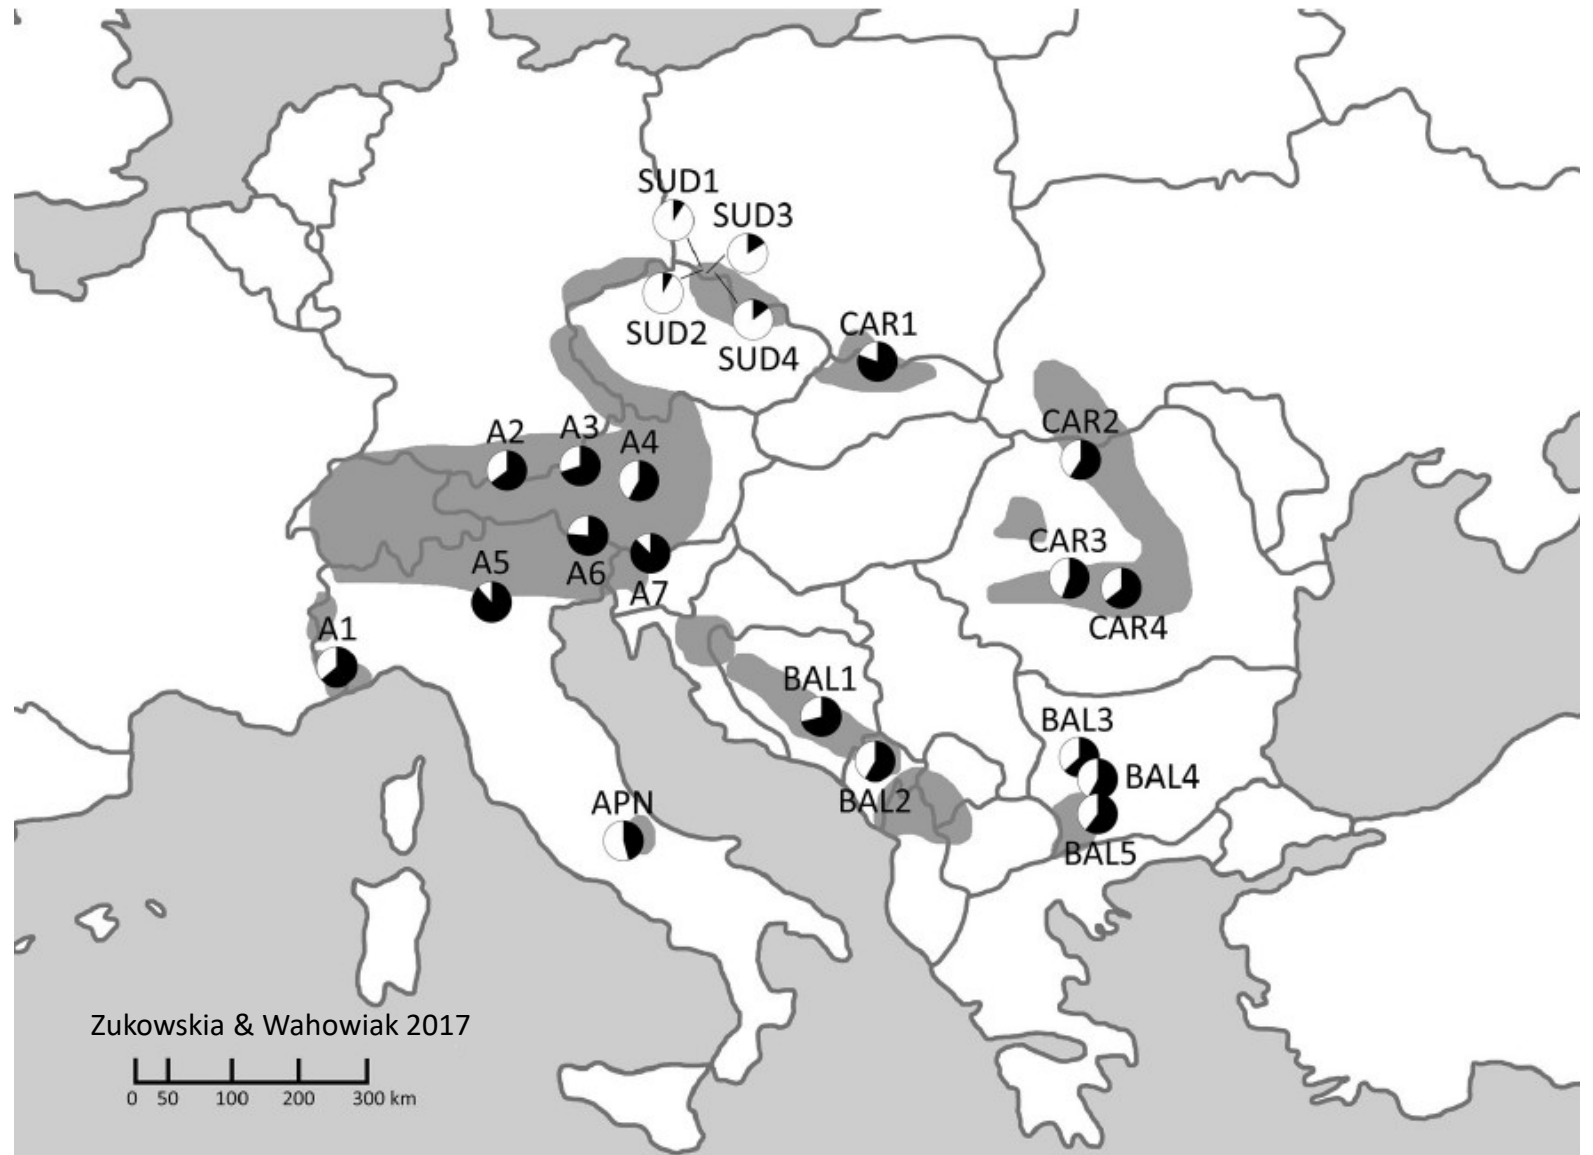 SUD1
SUD3
SUD2
SUD4
CAR1
A2
A3
A4
CAR2
A5
A6
A7
CAR3
CAR4
A1
BAL1
BAL3
BAL2
BAL4
APN
BAL5
Zukowskia & Wahowiak 2017
0 50 100 200 300 km